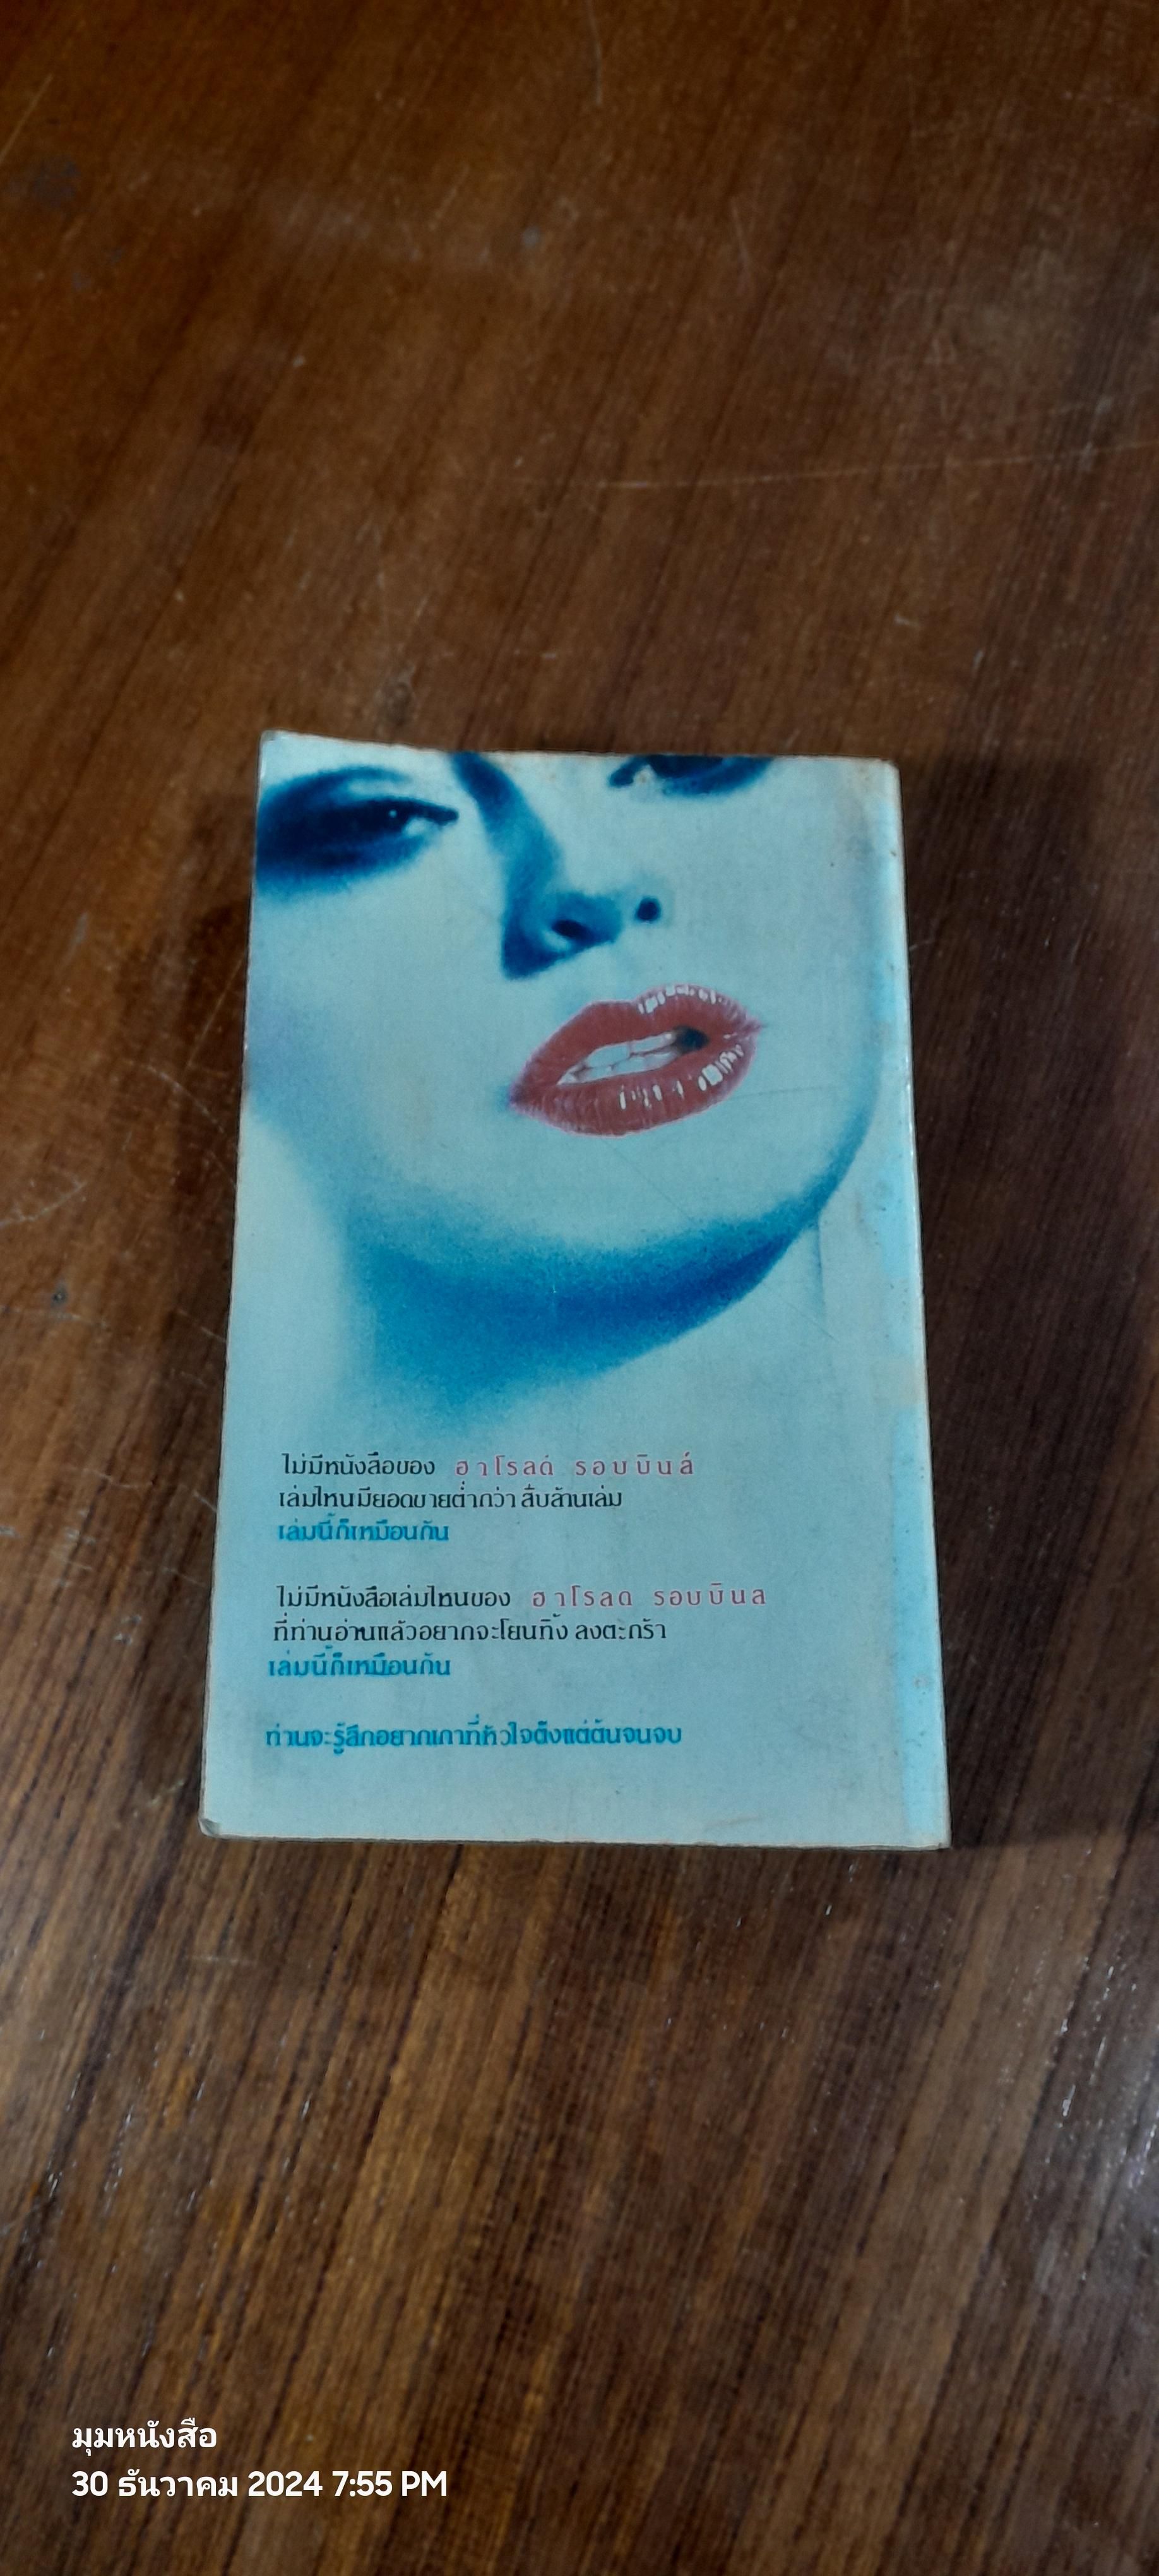 ไม่มีหนังสือของ ฮาโรลด์ รอบบินส์
เล่มไหนมียอดขายต่ำกว่า สิบล้านเล่ม
เล่มนี้ก็เหมือนกัน
ไม่มีหนังสือเล่มไหนของ ฮาโรลด รอบบินส
ที่ท่านอ่านแล้วอยากจะโยนทิ้ง ลงตะกร้า
เล่มนี้ก็เหมือนกัน
ท่านจะรู้สึกอยากเกาที่หัวใจตั้งแต่ต้นจนจบ
มุมหนังสือ
30 ธันวาคม 2024 7:55 PM